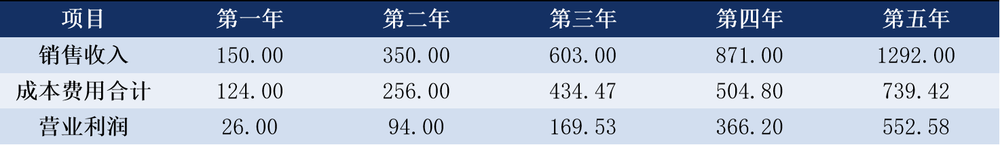 项目 第一年 第二年 第三年 第四年 第五年
销售收入 150.00 350.00 603.00 871.00 1292.00
成本费用合计 124.00 256.00 434.47 504.80 739.42
营业利润 26.00 94.00 169.53 366.20 552.58